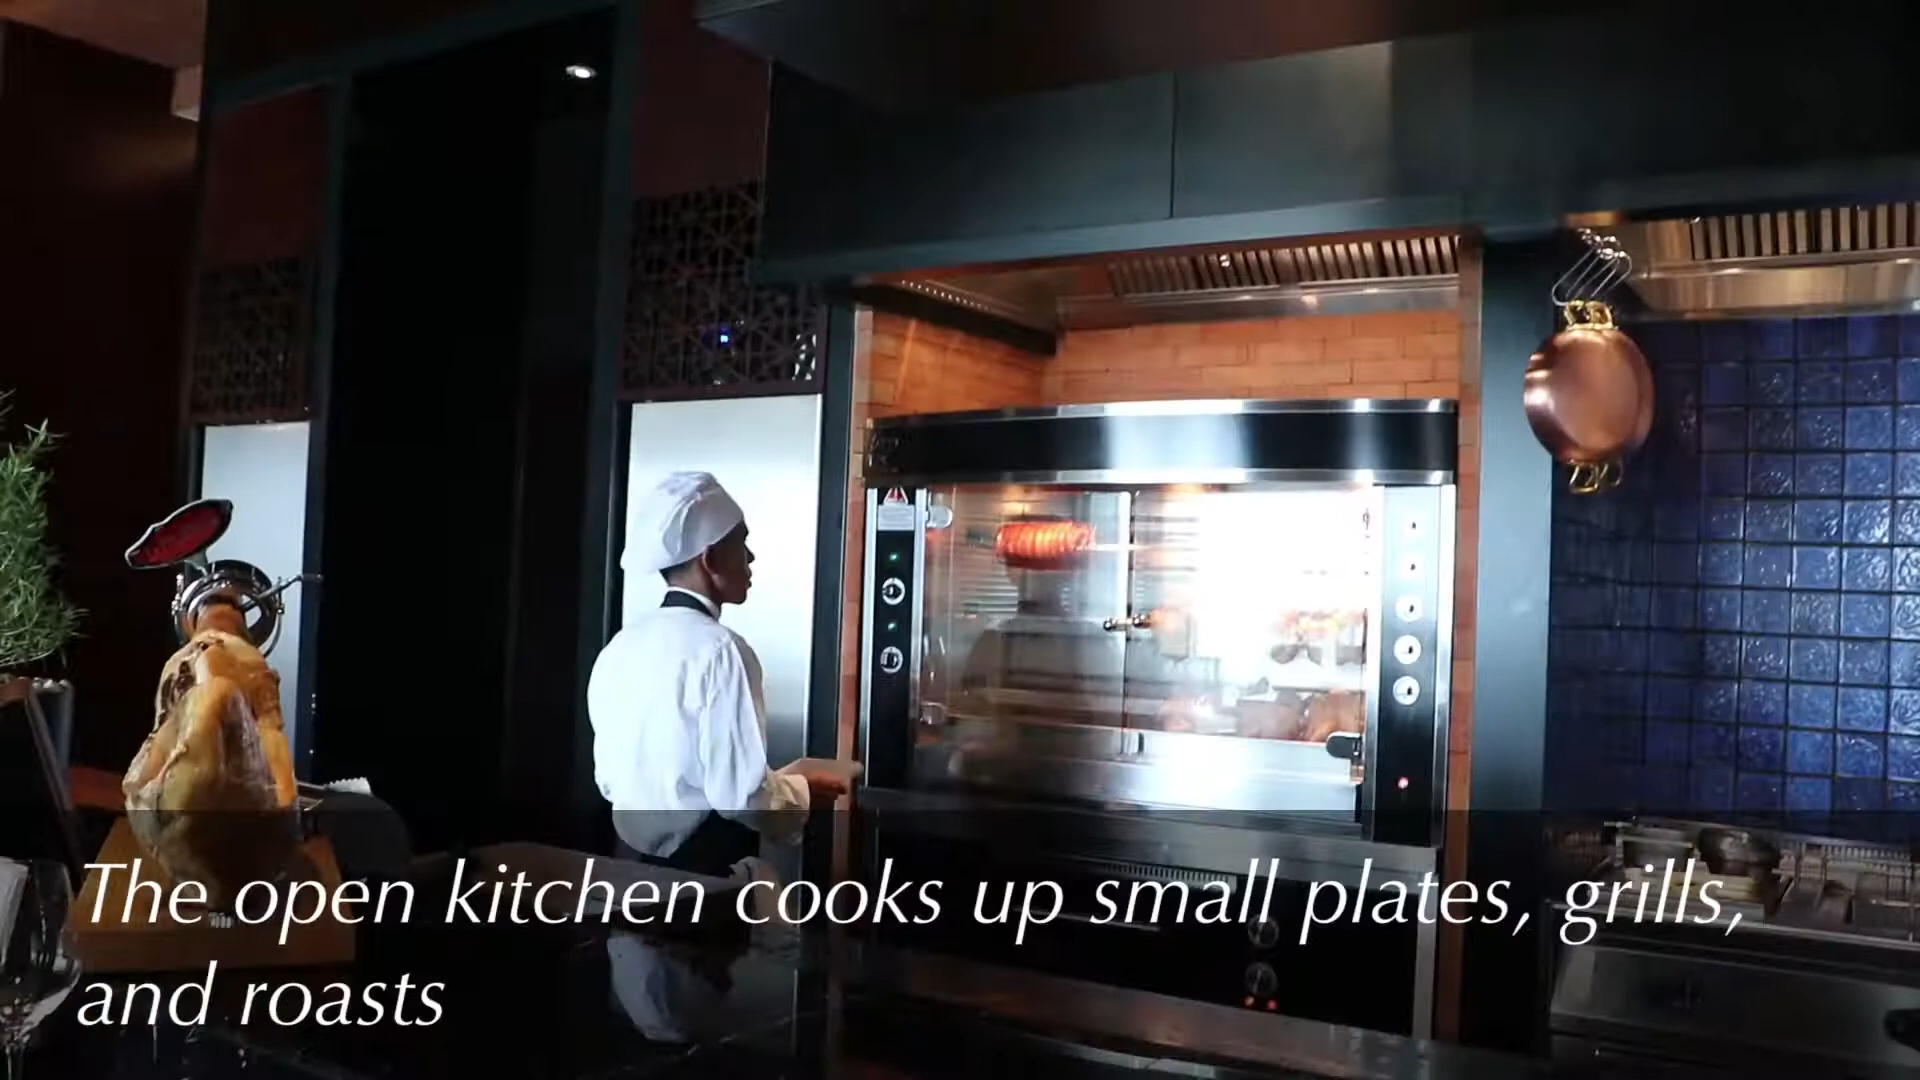 The open kitchen cooks up small plates, grills,
and roasts